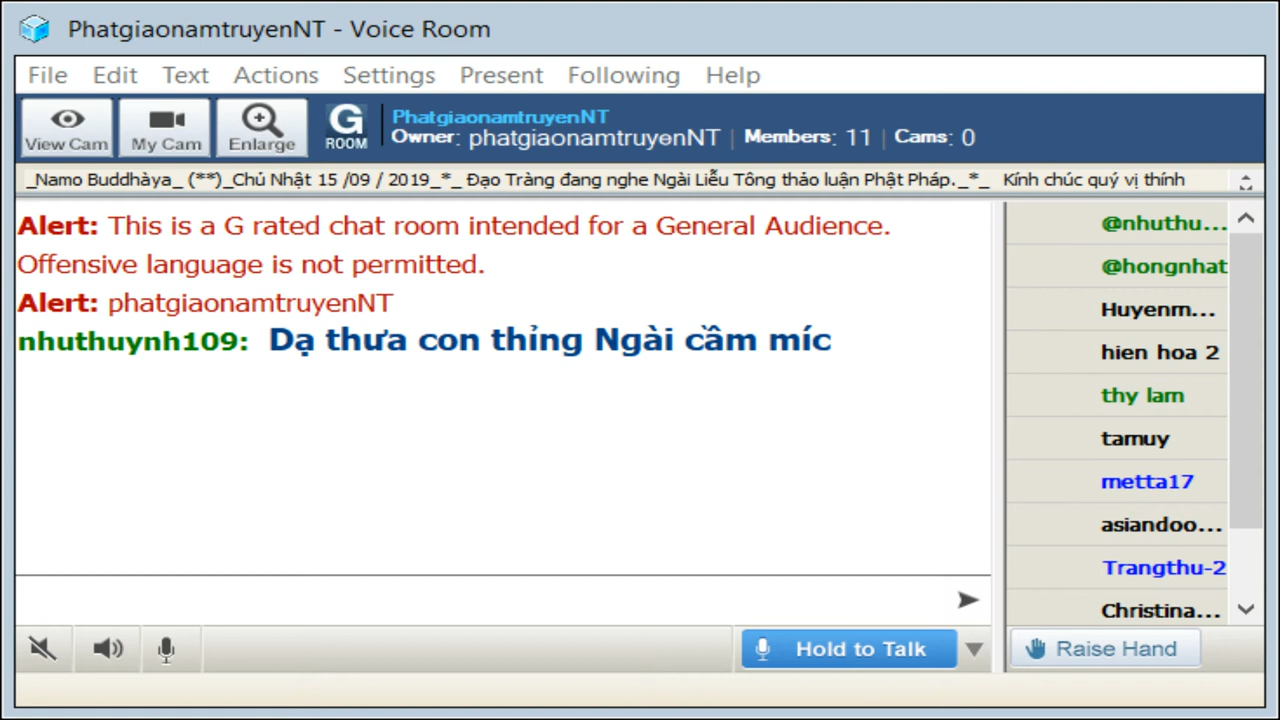 PhatgiaonamtruyenNT - Voice Room
File Edit Text Actions Settings Present Following Help
View Cam My Cam Enlarge
G ROOM
PhatgiaonamtruyenNT
Owner: phatgiaonamtruyenNT | Members: 11 | Cams: 0
_Namo Buddhàya_ (**)_Chủ Nhật 15 /09 / 2019_*_ Đạo Tràng đang nghe Ngài Liễu Tông thảo luận Phật Pháp._*_ Kính chúc quý vị thính
Alert: This is a G rated chat room intended for a General Audience.
Offensive language is not permitted.
Alert: phatgiaonamtruyenNT
nhuthuynh109: Dạ thưa con thỉng Ngài cầm míc
@nhuthu...
@hongnhat
Huyenm...
hien hoa 2
thy lam
tamuy
metta17
asiandoo...
Trangthu-2
Christina...
Hold to Talk
Raise Hand